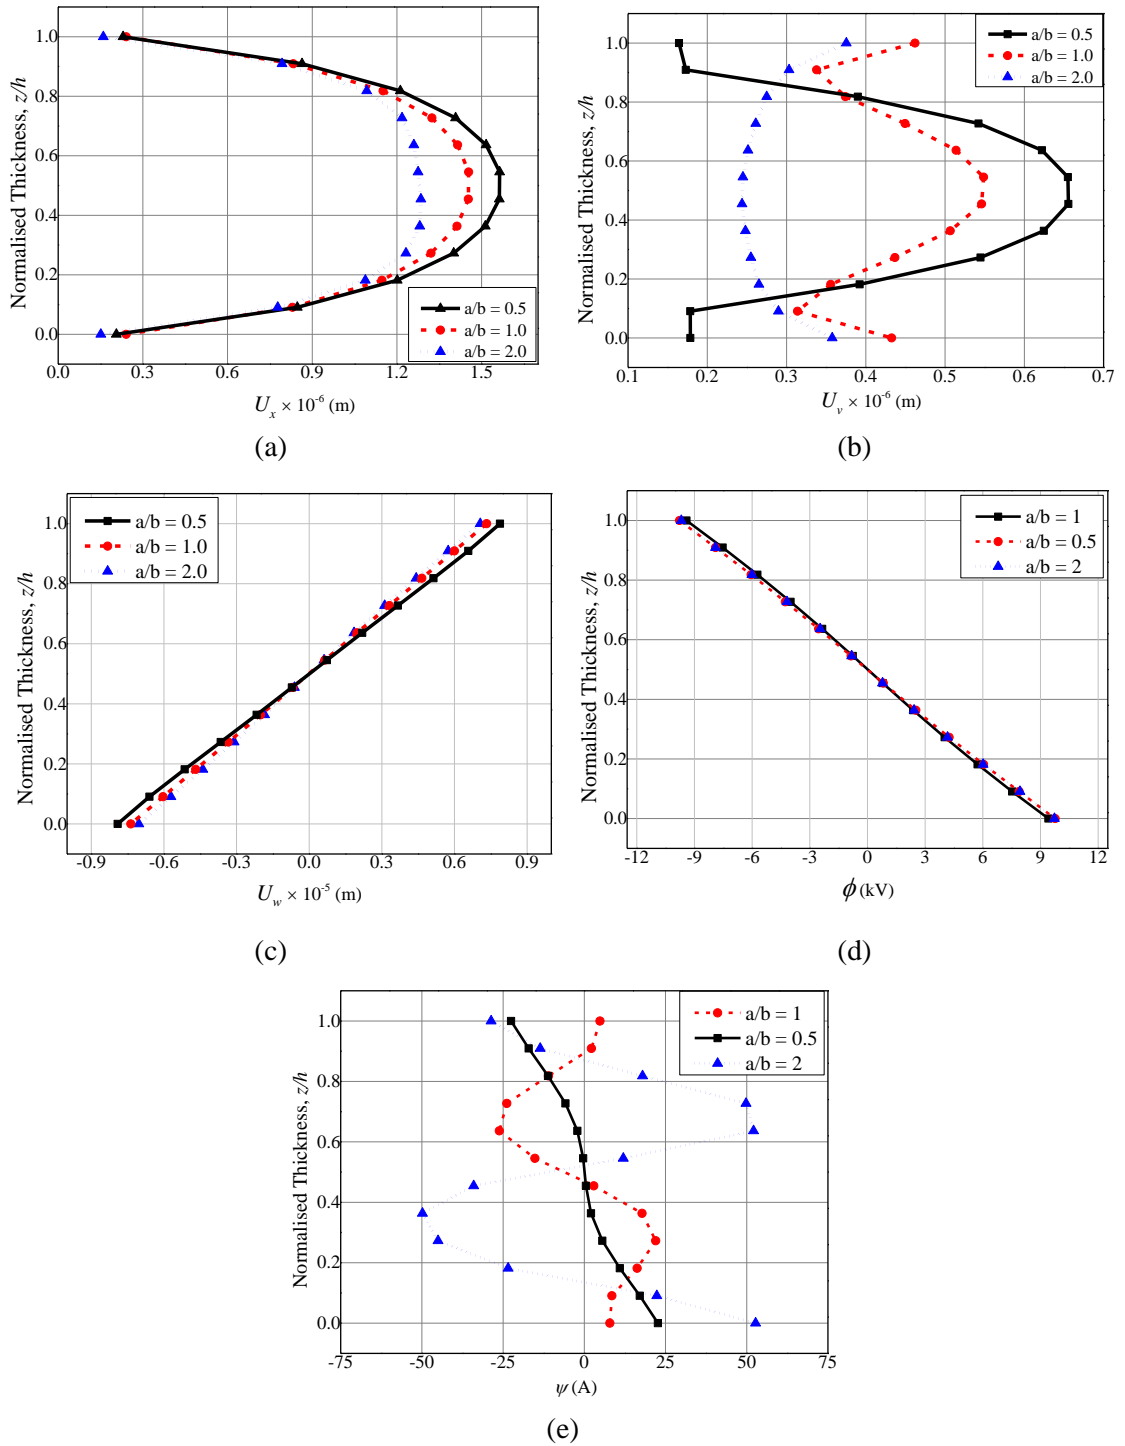 1.0
0.8
0.6
0.4
0.2
0.0
Normalised Thickness, z/h
a/b = 0.5
a/b = 1.0
a/b = 2.0
0.0 0.3 0.6 0.9 1.2 1.5
Uₓ × 10⁻⁶ (m)
(a)
1.0
0.8
0.6
0.4
0.2
0.0
Normalised Thickness, z/h
a/b = 0.5
a/b = 1.0
a/b = 2.0
0.1 0.2 0.3 0.4 0.5 0.6 0.7
Uᵥ × 10⁻⁶ (m)
(b)
1.0
0.8
0.6
0.4
0.2
0.0
Normalised Thickness, z/h
a/b = 0.5
a/b = 1.0
a/b = 2.0
-0.9 -0.6 -0.3 0.0 0.3 0.6 0.9
U_w × 10⁻⁵ (m)
(c)
1.0
0.8
0.6
0.4
0.2
0.0
Normalised Thickness, z/h
a/b = 1
a/b = 0.5
a/b = 2
-12 -9 -6 -3 0 3 6 9 12
ϕ (kV)
(d)
1.0
0.8
0.6
0.4
0.2
0.0
Normalised Thickness, z/h
a/b = 1
a/b = 0.5
a/b = 2
-75 -50 -25 0 25 50 75
ψ (A)
(e)